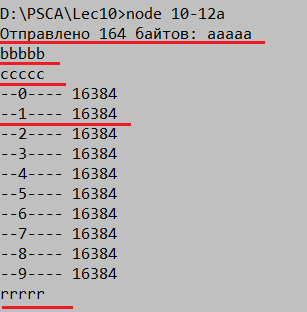 D:\PSCA\Lec10>node 10-12a
Отправлено 164 байтов: aaaaa
bbbbb
ccccc
--0---- 16384
--1---- 16384
--2---- 16384
--3---- 16384
--4---- 16384
--5---- 16384
--6---- 16384
--7---- 16384
--8---- 16384
--9---- 16384
rrrrr